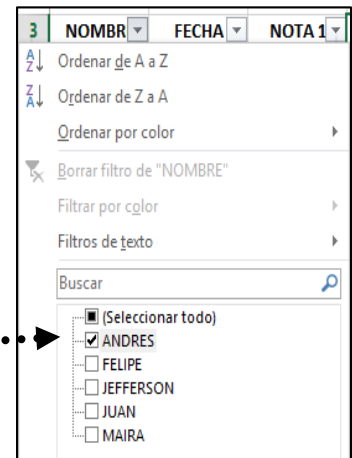 3 NOMBR FECHA NOTA 1
Ordenar de A a Z
Ordenar de Z a A
Ordenar por color
Borrar filtro de "NOMBRE"
Filtrar por color
Filtros de texto
Buscar
(Seleccionar todo)
ANDRES
FELIPE
JEFFERSON
JUAN
MAIRA